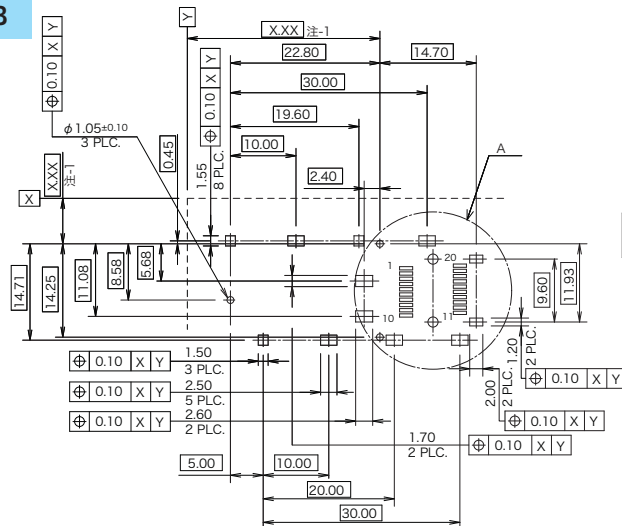 3
Y
X.XX 注-1
22.80
14.70
30.00
19.60
10.00
2.40
A
⌖ 0.10 X Y
⌖ 0.10 X Y
φ1.05±0.10
3 PLC.
X.XX
注-1
0.45
1.55
8 PLC.
X
14.71
14.25
11.08
8.58
5.68
1
20
10
11
9.60
11.93
⌖ 0.10 X Y
1.50
3 PLC.
⌖ 0.10 X Y
2.50
5 PLC.
⌖ 0.10 X Y
2.60
2 PLC.
1.20
2 PLC.
⌖ 0.10 X Y
2.00
2 PLC.
⌖ 0.10 X Y
1.70
2 PLC.
⌖ 0.10 X Y
5.00
10.00
20.00
30.00